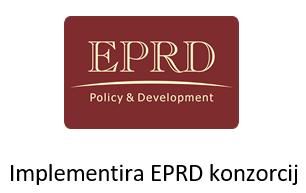 EPRD
Policy & Development
Implementira EPRD konzorcij